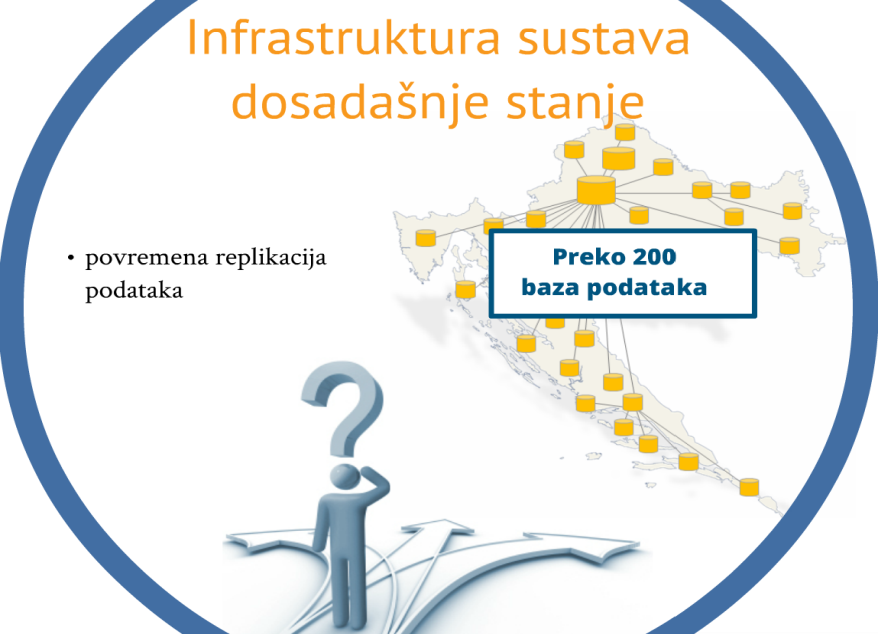 Infrastruktura sustava
dosadašnje stanje
• povremena replikacija
podataka
Preko 200
baza podataka